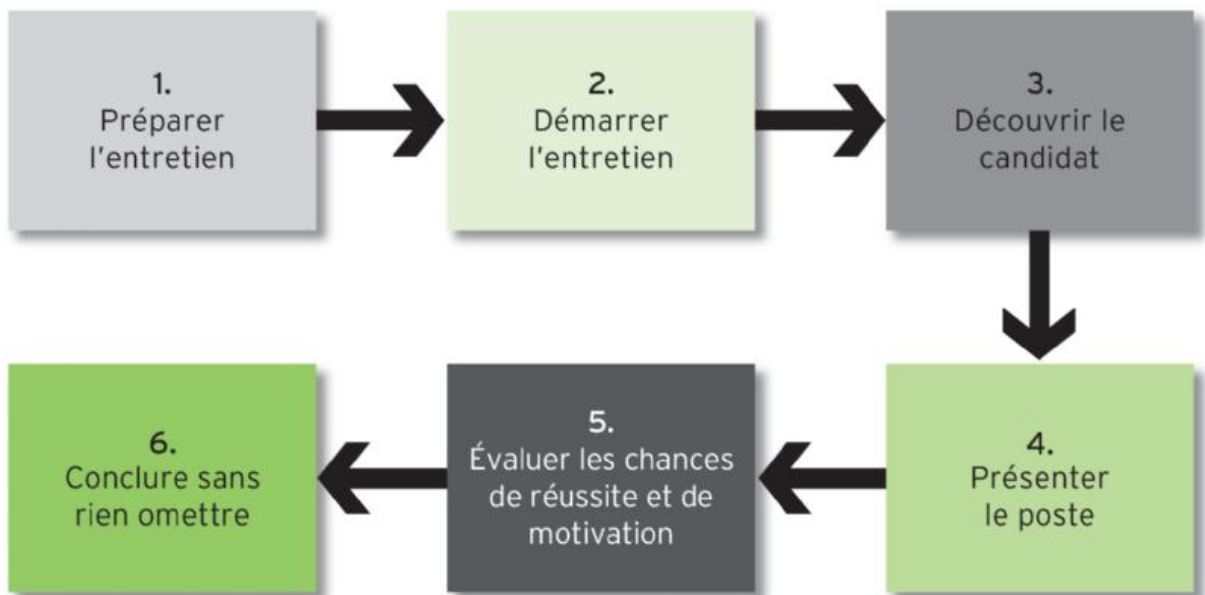 1.
Préparer
l'entretien
2.
Démarrer
l'entretien
3.
Découvrir le
candidat
4.
Présenter
le poste
5.
Évaluer les chances
de réussite et de
motivation
6.
Conclure sans
rien omettre